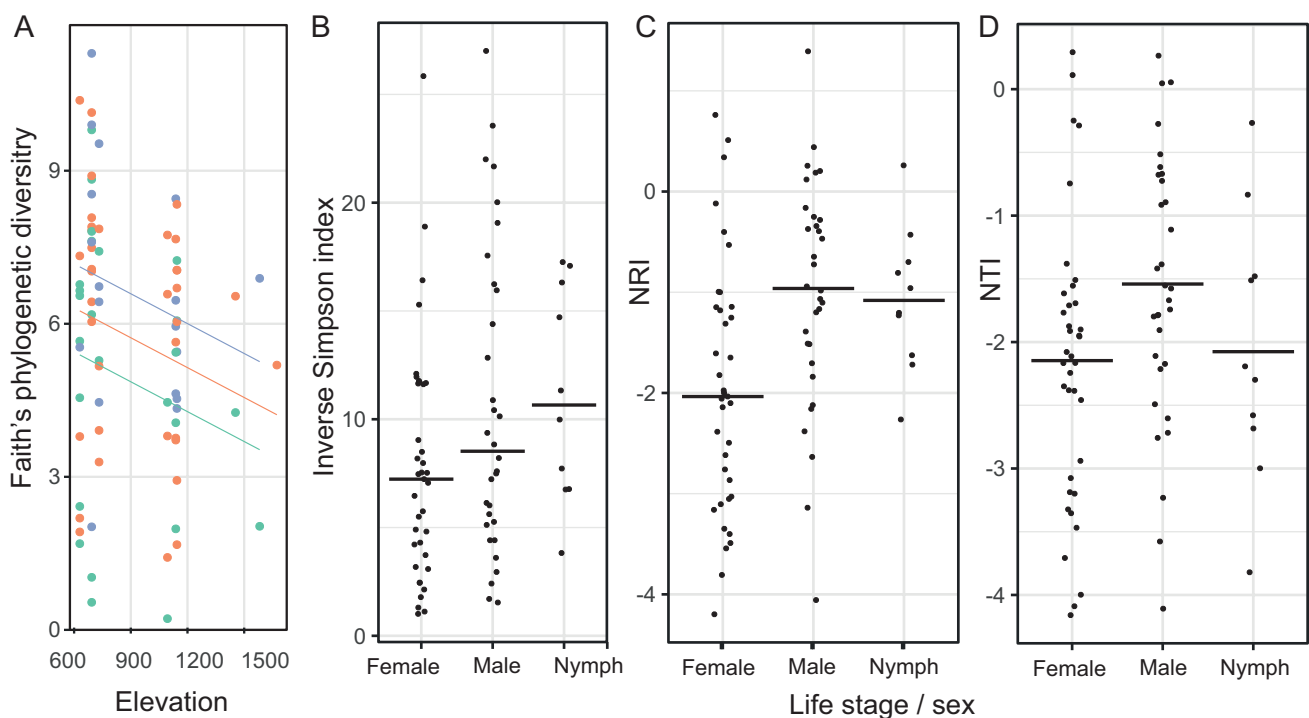 A
Faith's phylogenetic diversitry
9
6
3
0
600 900 1200 1500
Elevation
B
Inverse Simpson index
20
10
0
Female Male Nymph
C
NRI
0
-2
-4
Female Male Nymph
D
NTI
0
-1
-2
-3
-4
Female Male Nymph
Life stage / sex